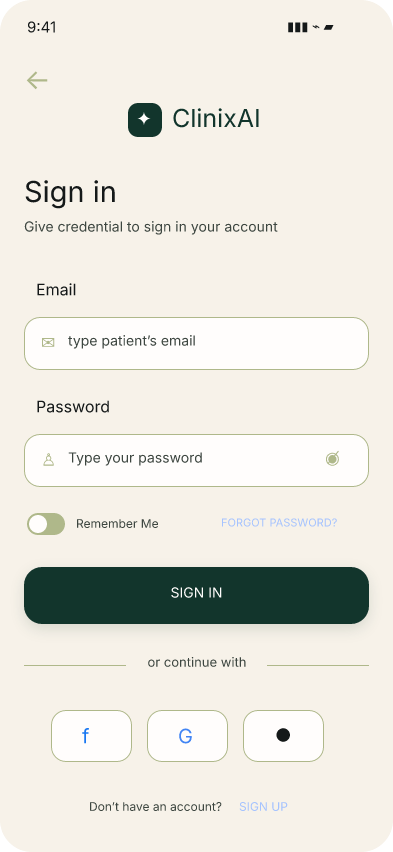 9:41
ClinixAI
Sign in
Give credential to sign in your account
Email
type patient’s email
Password
Type your password
Remember Me
FORGOT PASSWORD?
SIGN IN
or continue with
f
G
Don’t have an account?
SIGN UP